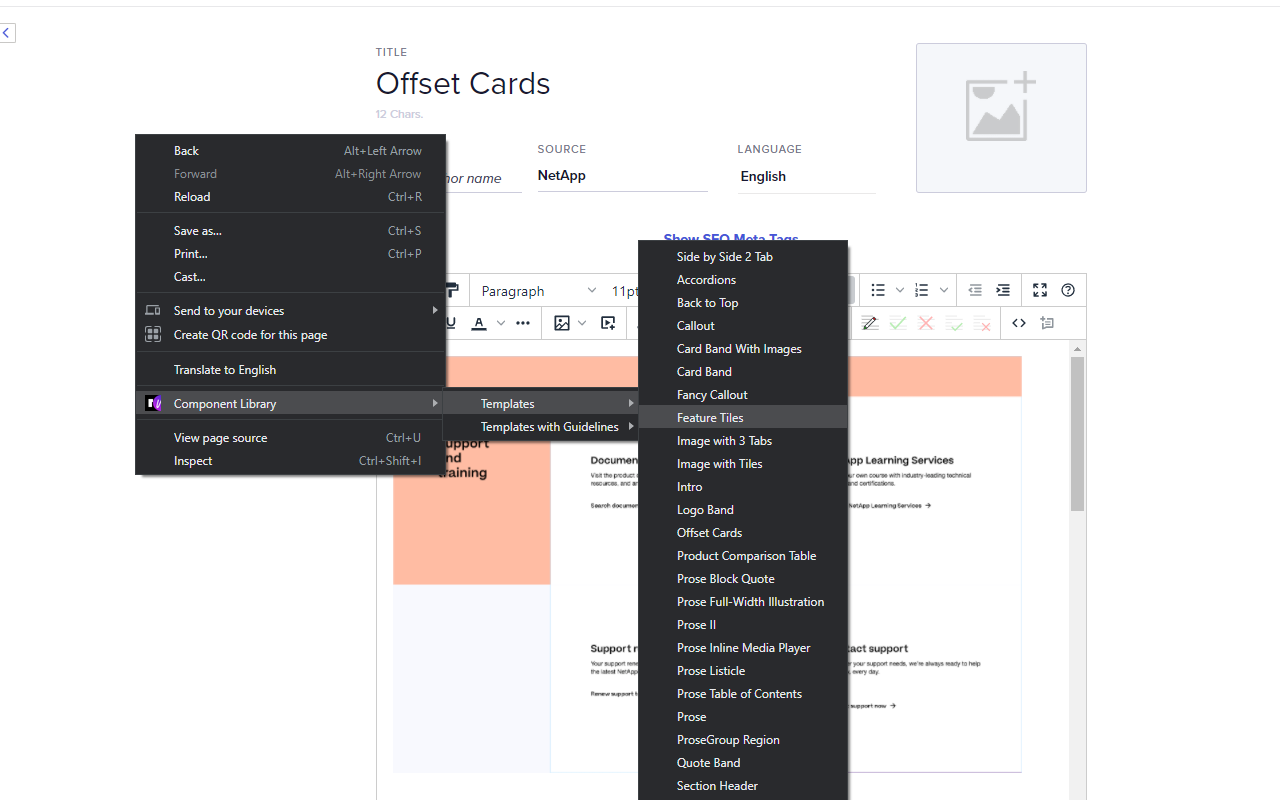 TITLE
Offset Cards
12 Chars.
SOURCE
LANGUAGE
name
NetApp
English
Show SEO Meta Tags
Back Alt+Left Arrow
Forward Alt+Right Arrow
Reload Ctrl+R
Save as... Ctrl+S
Print... Ctrl+P
Cast... 
Send to your devices
Create QR code for this page
Translate to English
Component Library
View page source Ctrl+U
Inspect Ctrl+Shift+I
Templates
Templates with Guidelines
Side by Side 2 Tab
Accordions
Back to Top
Callout
Card Band With Images
Card Band
Fancy Callout
Feature Tiles
Image with 3 Tabs
Image with Tiles
Intro
Logo Band
Offset Cards
Product Comparison Table
Prose Block Quote
Prose Full-Width Illustration
Prose II
Prose Inline Media Player
Prose Listicle
Prose Table of Contents
Prose
ProseGroup Region
Quote Band
Section Header
Paragraph 11pt
Documen
Visit the product
resources, and
Search documen
pp Learning Services
our own course with industry-leading technical
and certifications.
NetApp Learning Services →
Support r
Your support rene
the latest NetApp
Renew support
tact support
your support needs, we're always ready to help
every day.
support now →